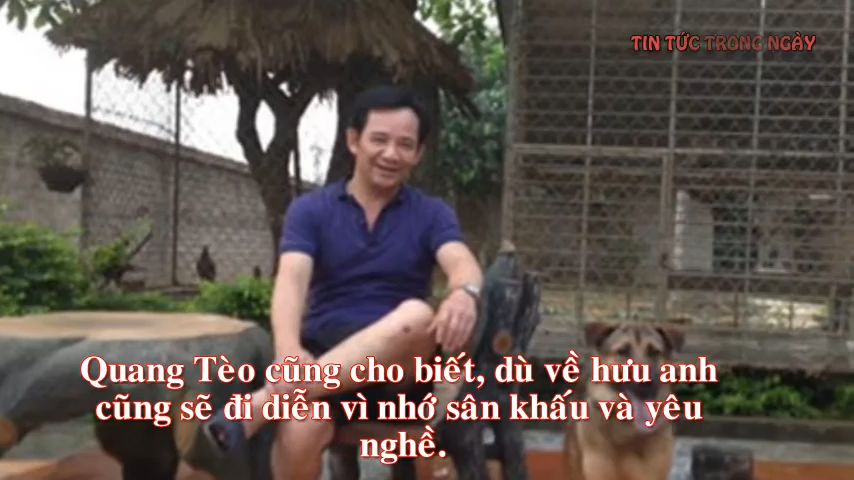 TIN TỨC TRONG NGÀY
Quang Tèo cũng cho biết, dù về hưu anh
cũng sẽ đi diễn vì nhớ sân khấu và yêu
nghề.